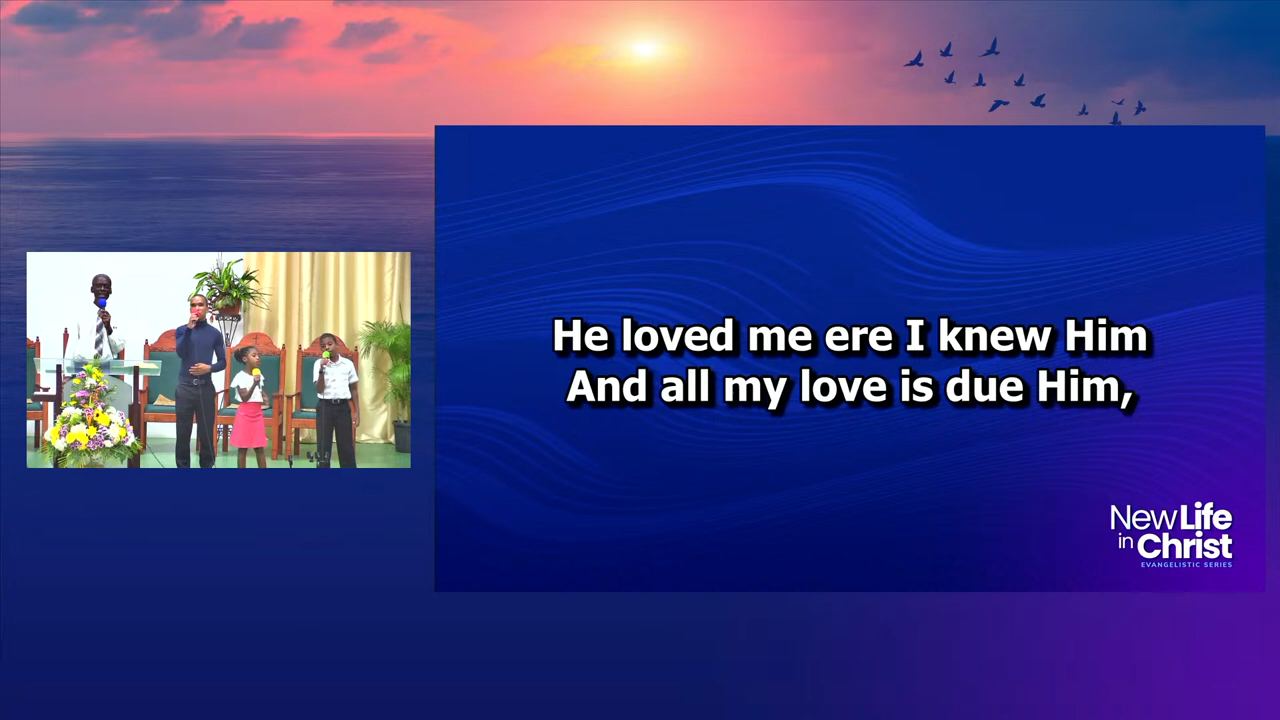 He loved me ere I knew Him
And all my love is due Him,
New Life
in Christ
EVANGELISTIC SERIES